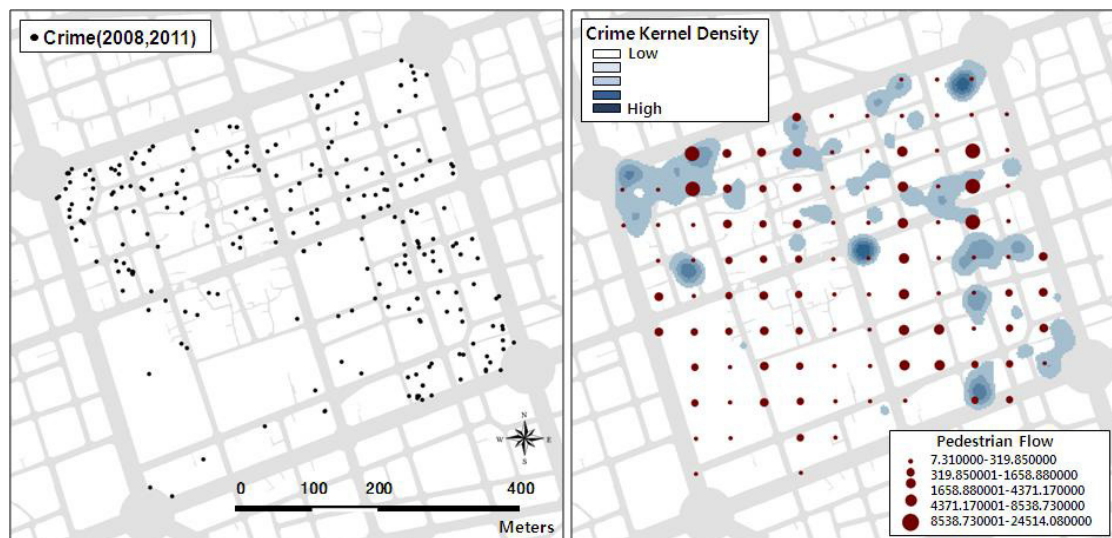 Crime(2008,2011)
N
W
E
S
0 100 200 400
Meters
Crime Kernel Density
Low
High
Pedestrian Flow
7.310000-319.850000
319.850001-1658.880000
1658.880001-4371.170000
4371.170001-8538.730000
8538.730001-24514.080000